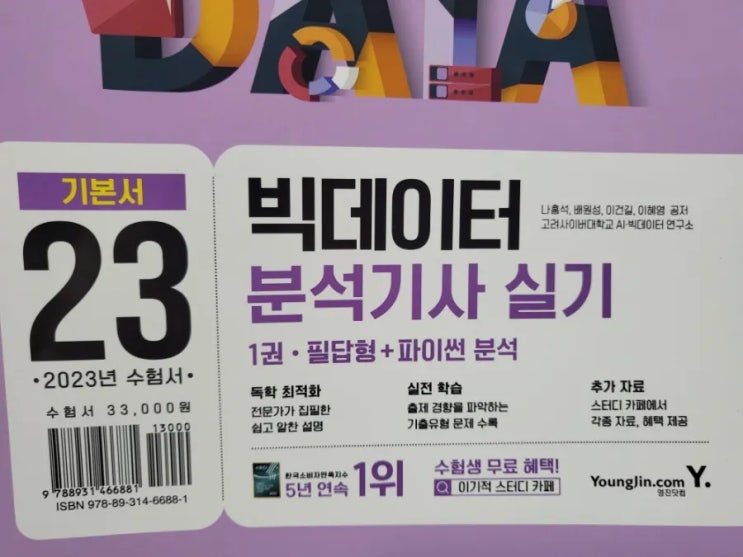 DATA
기본서
23
•2023년 수험서•
수험서 33,000원
13000
9 788931 466881
ISBN 978-89-314-6688-1
빅데이터
분석기사 실기
1권 • 필답형+파이썬 분석
나홍석, 배원성, 이건길, 이혜영 공저
고려사이버대학교 AI·빅데이터 연구소
독학 최적화
전문가가 집필한
쉽고 알찬 설명
실전 학습
출제 경향을 파악하는
기출유형 문제 수록
추가 자료
스터디 카페에서
각종 자료, 혜택 제공
한국소비자만족지수
5년 연속 1위
수험생 무료 혜택!
이기적 스터디 카페
YoungJin.com Y.
영진닷컴